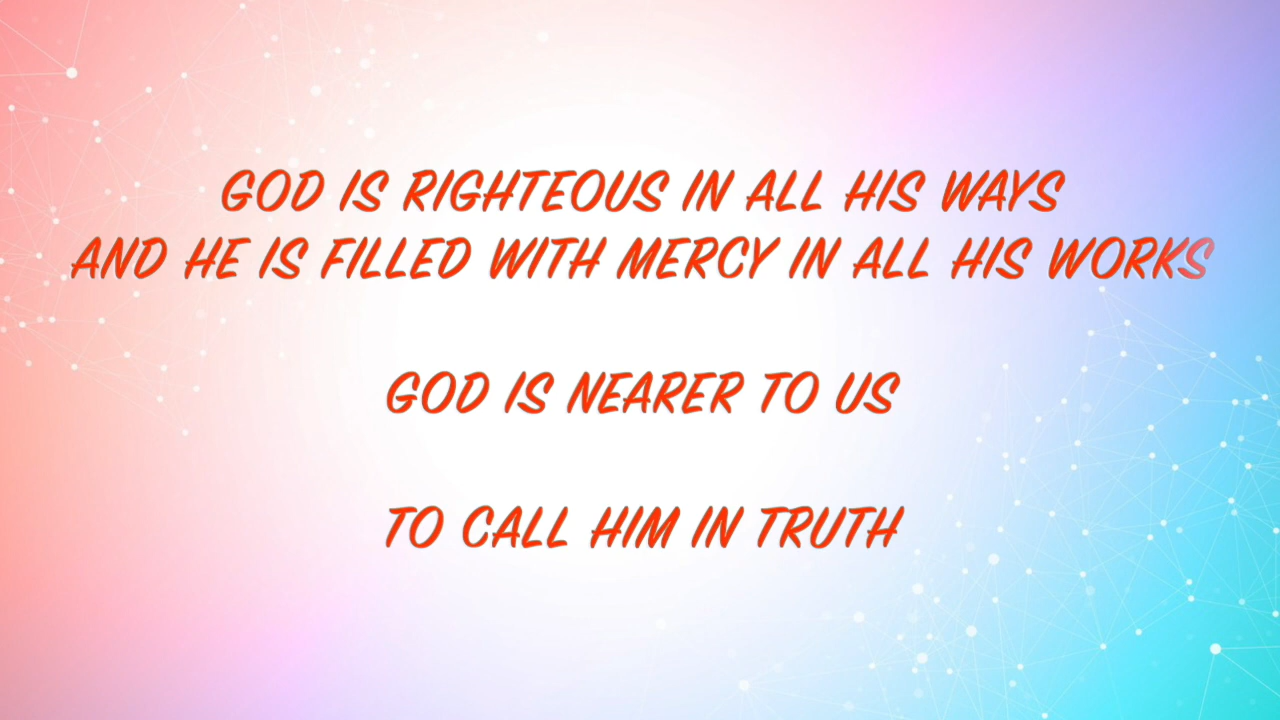 GOD IS RIGHTEOUS IN ALL HIS WAYS
AND HE IS FILLED WITH MERCY IN ALL HIS WORKS
GOD IS NEARER TO US
TO CALL HIM IN TRUTH